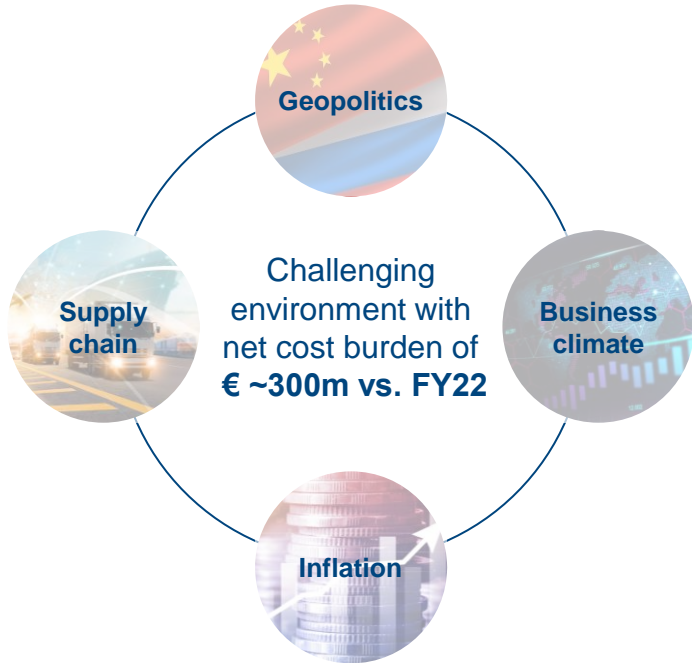 Geopolitics
Supply
chain
Challenging
environment with
net cost burden of
€ ~300m vs. FY22
Business
climate
Inflation